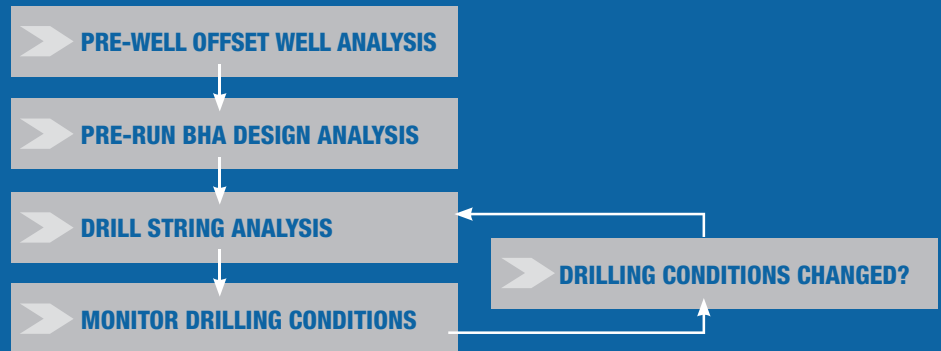 PRE-WELL OFFSET WELL ANALYSIS
PRE-RUN BHA DESIGN ANALYSIS
DRILL STRING ANALYSIS
DRILLING CONDITIONS CHANGED?
MONITOR DRILLING CONDITIONS